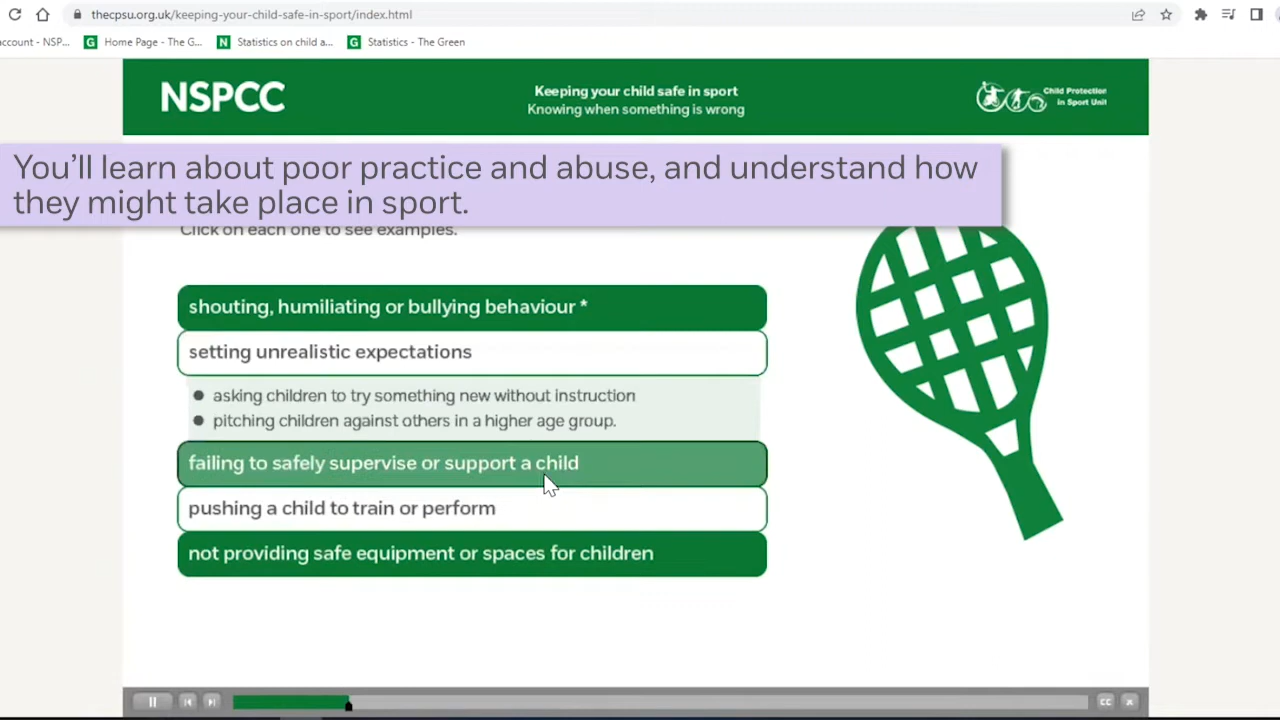 thecpsu.org.uk/keeping-your-child-safe-in-sport/index.html
account - NSP... Home Page - The G... Statistics on child a... Statistics - The Green
NSPCC
Keeping your child safe in sport
Knowing when something is wrong
Child Protection
in Sport Unit
You'll learn about poor practice and abuse, and understand how
they might take place in sport.
Click on each one to see examples.
shouting, humiliating or bullying behaviour *
setting unrealistic expectations
asking children to try something new without instruction
pitching children against others in a higher age group.
failing to safely supervise or support a child
pushing a child to train or perform
not providing safe equipment or spaces for children
CC